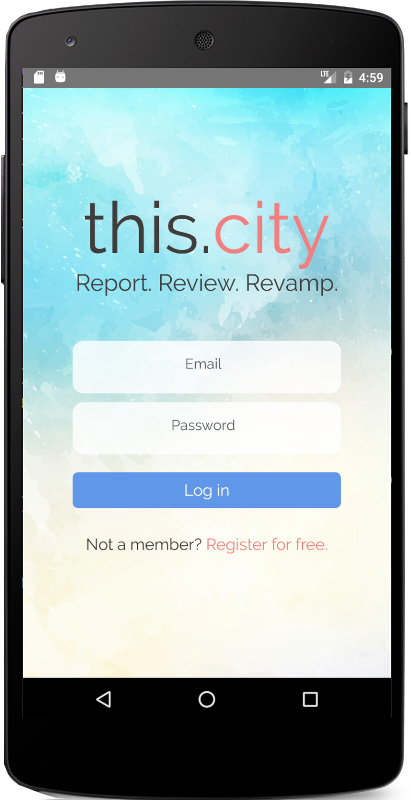 LTE 4:59
this.city
Report. Review. Revamp.
Email
Password
Log in
Not a member? Register for free.